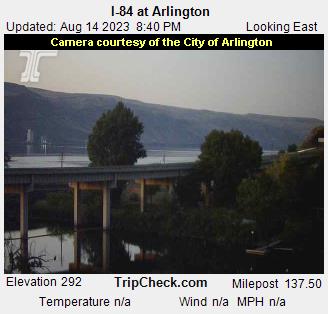 I-84 at Arlington
Updated: Aug 14 2023 8:40 PM Looking East
Camera courtesy of the City of Arlington
Elevation 292 TripCheck.com Milepost 137.50
Temperature n/a Wind n/a MPH n/a